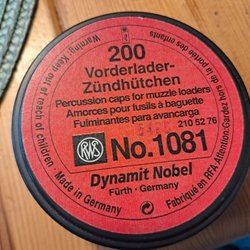 200
Vorderlader-
Zündhütchen
Percussion caps for muzzle loaders
Amorces pour fusils à baguette
Fulminantes para avancarga
210 52 76
RWS
No.1081
Dynamit Nobel
Fürth · Germany
Warning: Keep out of reach of children · Made in Germany
Fabriqué en RFA · Attention: Gardez hors de la portée des enfants